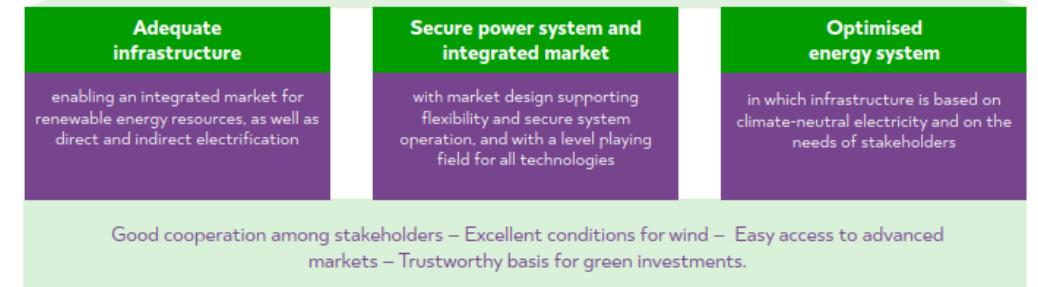 Adequate
infrastructure
enabling an integrated market for
renewable energy resources, as well as
direct and indirect electrification
Secure power system and
integrated market
with market design supporting
flexibility and secure system
operation, and with a level playing
field for all technologies
Optimised
energy system
in which infrastructure is based on
climate-neutral electricity and on the
needs of stakeholders
Good cooperation among stakeholders – Excellent conditions for wind – Easy access to advanced
markets – Trustworthy basis for green investments.